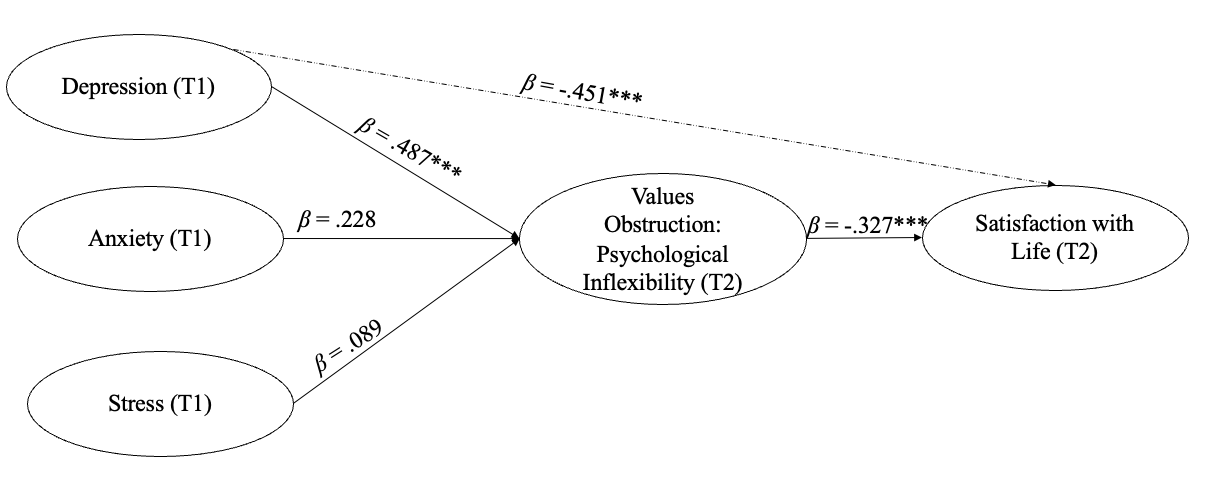 Depression (T1)
β = -.451***
β = .487***
Values
Obstruction:
Psychological
Inflexibility (T2)
Anxiety (T1)
β = .228
β = -.327***
Satisfaction with
Life (T2)
β = .089
Stress (T1)